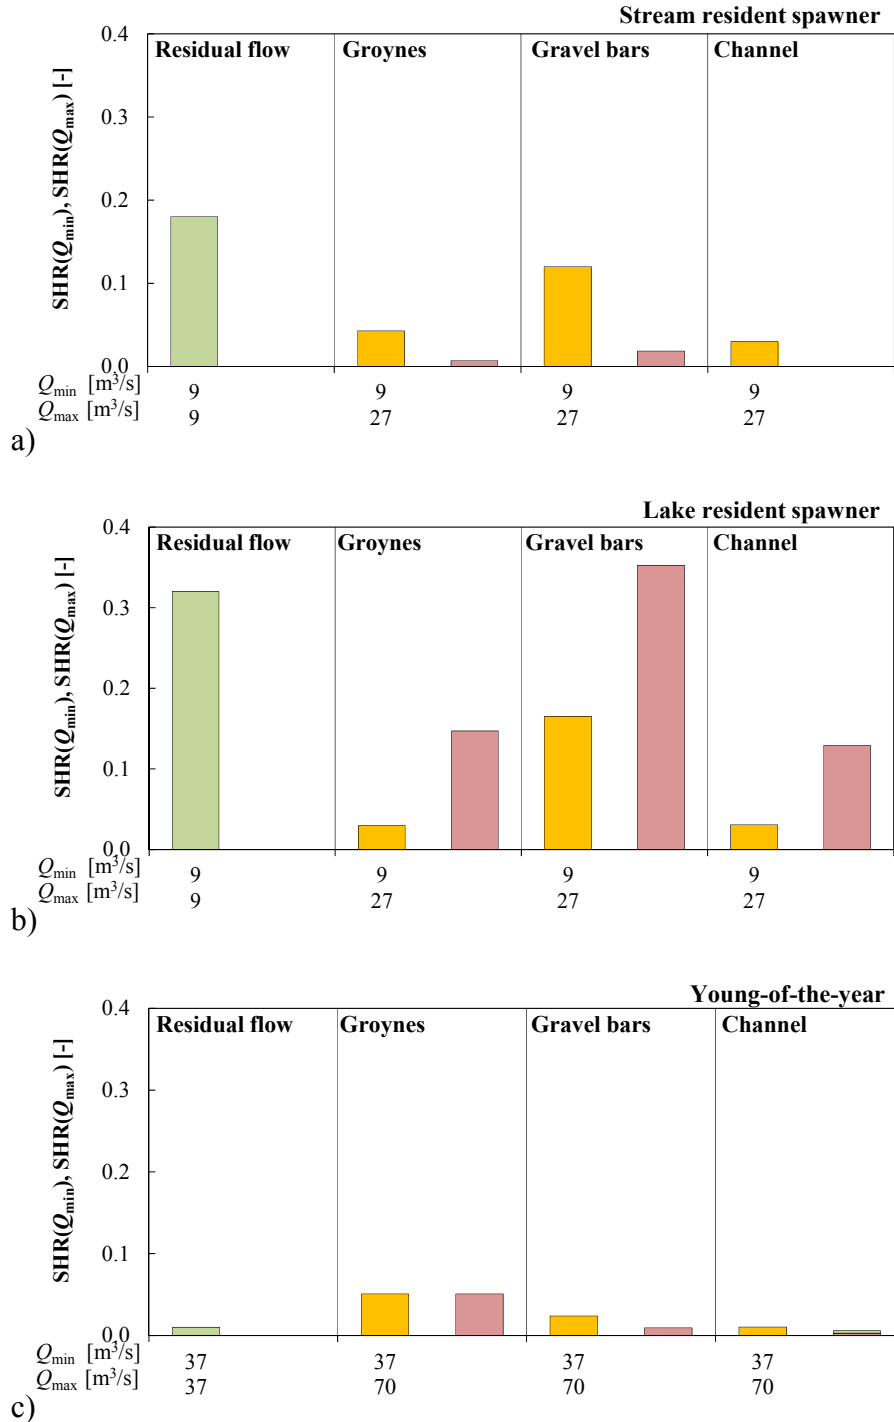 Stream resident spawner
0.4
Residual flow Groynes Gravel bars Channel
0.3
0.2
0.1
0.0
SHR(Qmin), SHR(Qmax) [-]
Qmin [m³/s] 9 9 9 9
Qmax [m³/s] 9 27 27 27
a)
Lake resident spawner
0.4
Residual flow Groynes Gravel bars Channel
0.3
0.2
0.1
0.0
SHR(Qmin), SHR(Qmax) [-]
Qmin [m³/s] 9 9 9 9
Qmax [m³/s] 9 27 27 27
b)
Young-of-the-year
0.4
Residual flow Groynes Gravel bars Channel
0.3
0.2
0.1
0.0
SHR(Qmin), SHR(Qmax) [-]
Qmin [m³/s] 37 37 37 37
Qmax [m³/s] 37 70 70 70
c)